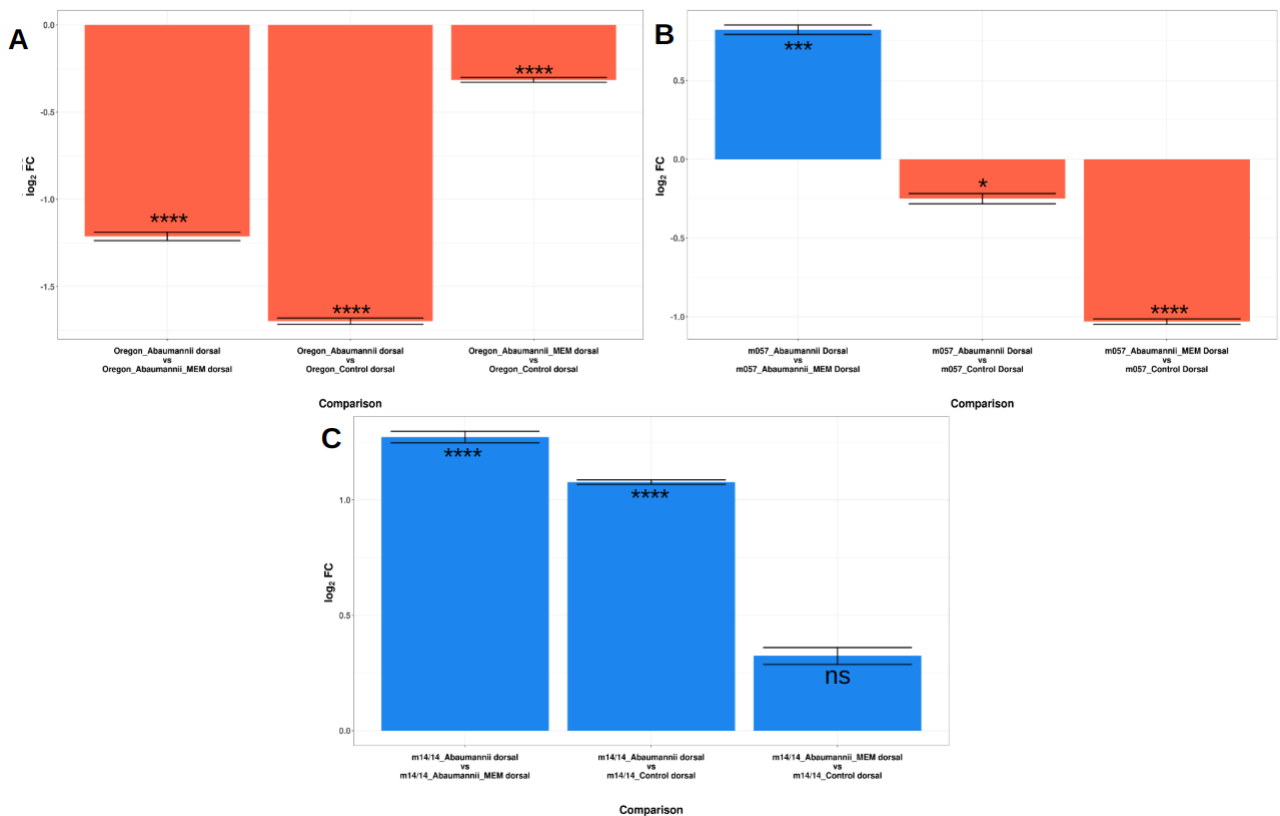 A
0.0
-0.5
-1.0
-1.5
log2 FC
****
****
****
Oregon_Abaumannii dorsal
vs
Oregon_Abaumannii_MEM dorsal
Oregon_Abaumannii dorsal
vs
Oregon_Control dorsal
Oregon_Abaumannii_MEM dorsal
vs
Oregon_Control dorsal
Comparison
B
0.5
0.0
-0.5
-1.0
log2 FC
***
*
****
m057_Abaumannii Dorsal
vs
m057_Abaumannii_MEM Dorsal
m057_Abaumannii Dorsal
vs
m057_Control Dorsal
m057_Abaumannii_MEM Dorsal
vs
m057_Control Dorsal
Comparison
C
1.0
0.5
0.0
log2 FC
****
****
ns
m14/14_Abaumannii dorsal
vs
m14/14_Abaumannii_MEM dorsal
m14/14_Abaumannii dorsal
vs
m14/14_Control dorsal
m14/14_Abaumannii_MEM dorsal
vs
m14/14_Control dorsal
Comparison